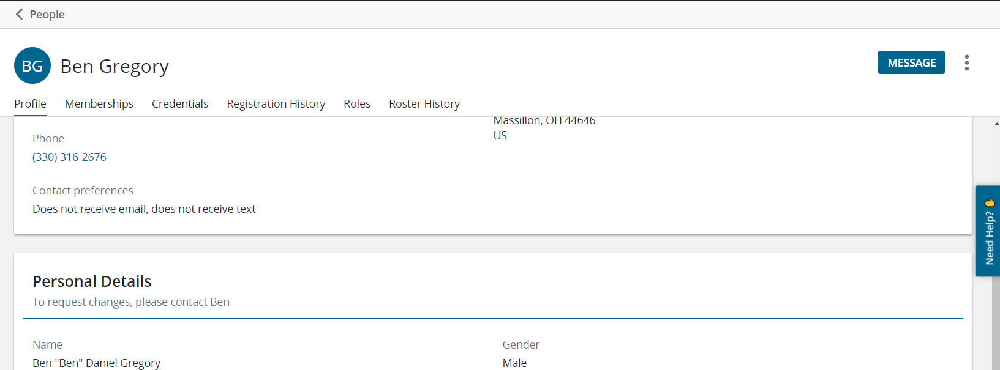 People
BG
Ben Gregory
MESSAGE
Profile Memberships Credentials Registration History Roles Roster History
Massillon, OH 44646
US
Phone
(330) 316-2676
Contact preferences
Does not receive email, does not receive text
Need Help?
Personal Details
To request changes, please contact Ben
Name
Ben "Ben" Daniel Gregory
Gender
Male